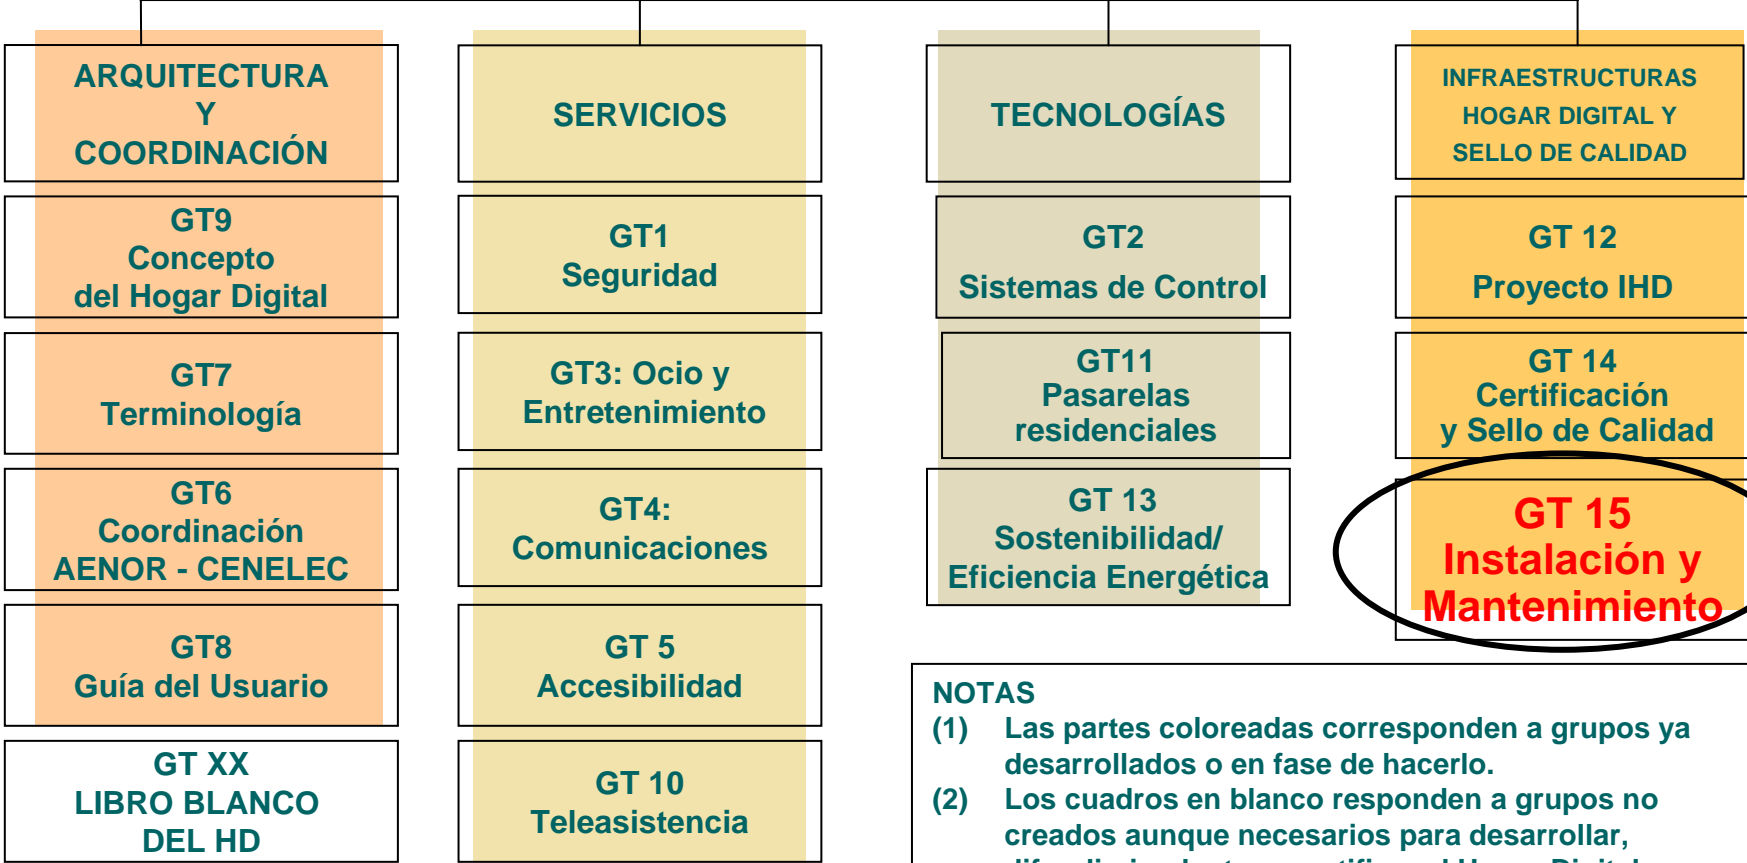 ARQUITECTURA
Y
COORDINACIÓN
GT9
Concepto
del Hogar Digital
GT7
Terminología
GT6
Coordinación
AENOR - CENELEC
GT8
Guía del Usuario
GT XX
LIBRO BLANCO
DEL HD
SERVICIOS
GT1
Seguridad
GT3: Ocio y
Entretenimiento
GT4:
Comunicaciones
GT 5
Accesibilidad
GT 10
Teleasistencia
TECNOLOGÍAS
GT2
Sistemas de Control
GT11
Pasarelas
residenciales
GT 13
Sostenibilidad/
Eficiencia Energética
INFRAESTRUCTURAS
HOGAR DIGITAL Y
SELLO DE CALIDAD
GT 12
Proyecto IHD
GT 14
Certificación
y Sello de Calidad
GT 15
Instalación y
Mantenimiento
NOTAS
(1) Las partes coloreadas corresponden a grupos ya
desarrollados o en fase de hacerlo.
(2) Los cuadros en blanco responden a grupos no
creados aunque necesarios para desarrollar,